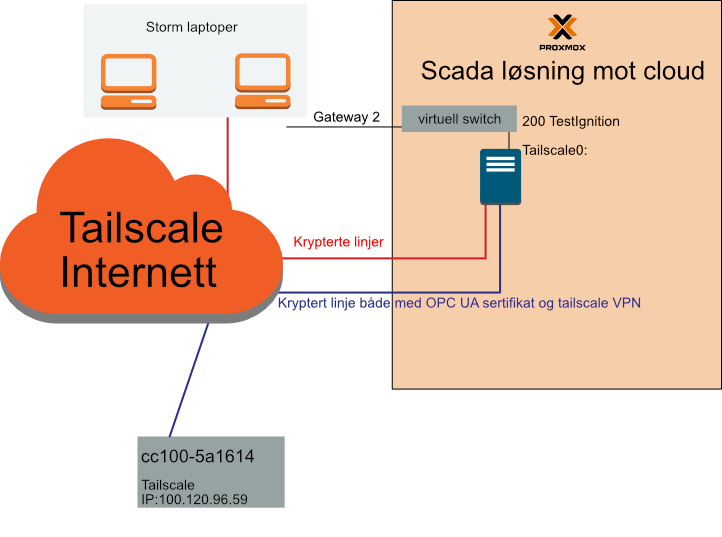 Storm laptoper
PROXMOX
Scada løsning mot cloud
Gateway 2
virtuell switch
200 TestIgnition
Tailscale0:
Tailscale
Internett
Krypterte linjer
Kryptert linje både med OPC UA sertifikat og tailscale VPN
cc100-5a1614
Tailscale
IP:100.120.96.59